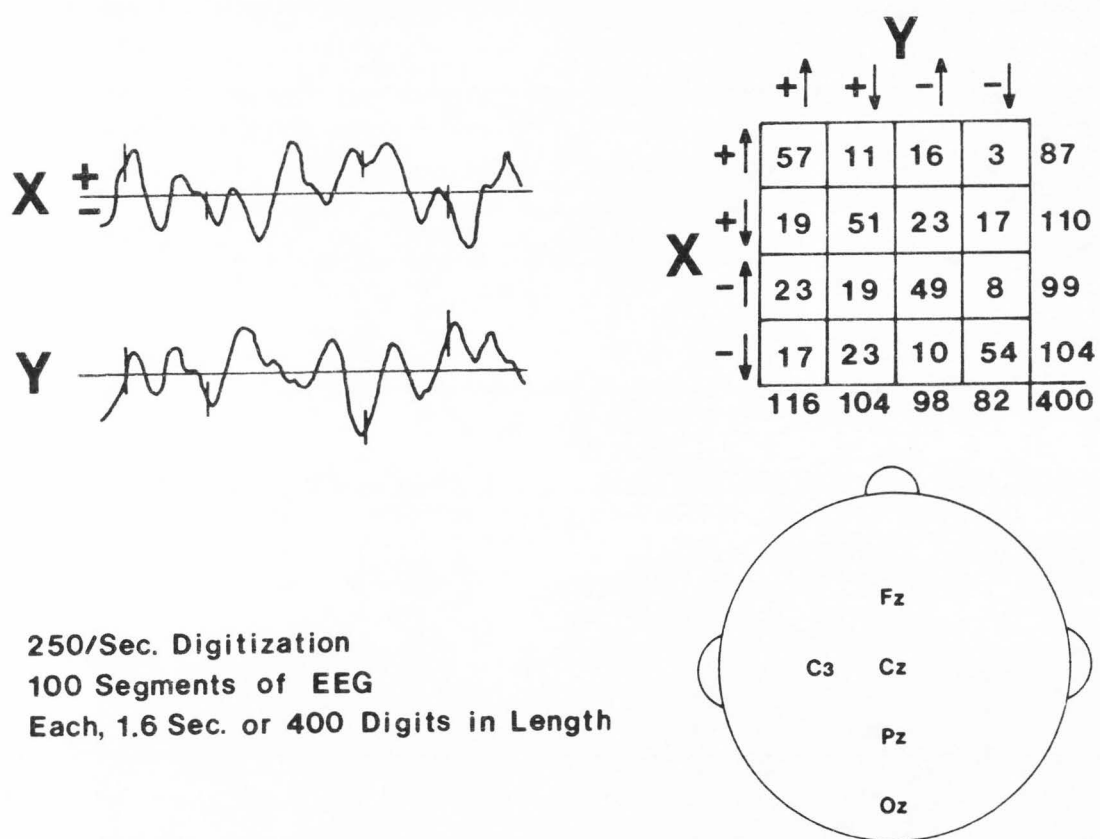 X + −
Y
Y
+↑ +↓ −↑ −↓
X
+↑ 57 11 16 3 87
+↓ 19 51 23 17 110
−↑ 23 19 49 8 99
−↓ 17 23 10 54 104
116 104 98 82 400
250/Sec. Digitization
100 Segments of EEG
Each, 1.6 Sec. or 400 Digits in Length
Fz
C3 Cz
Pz
Oz